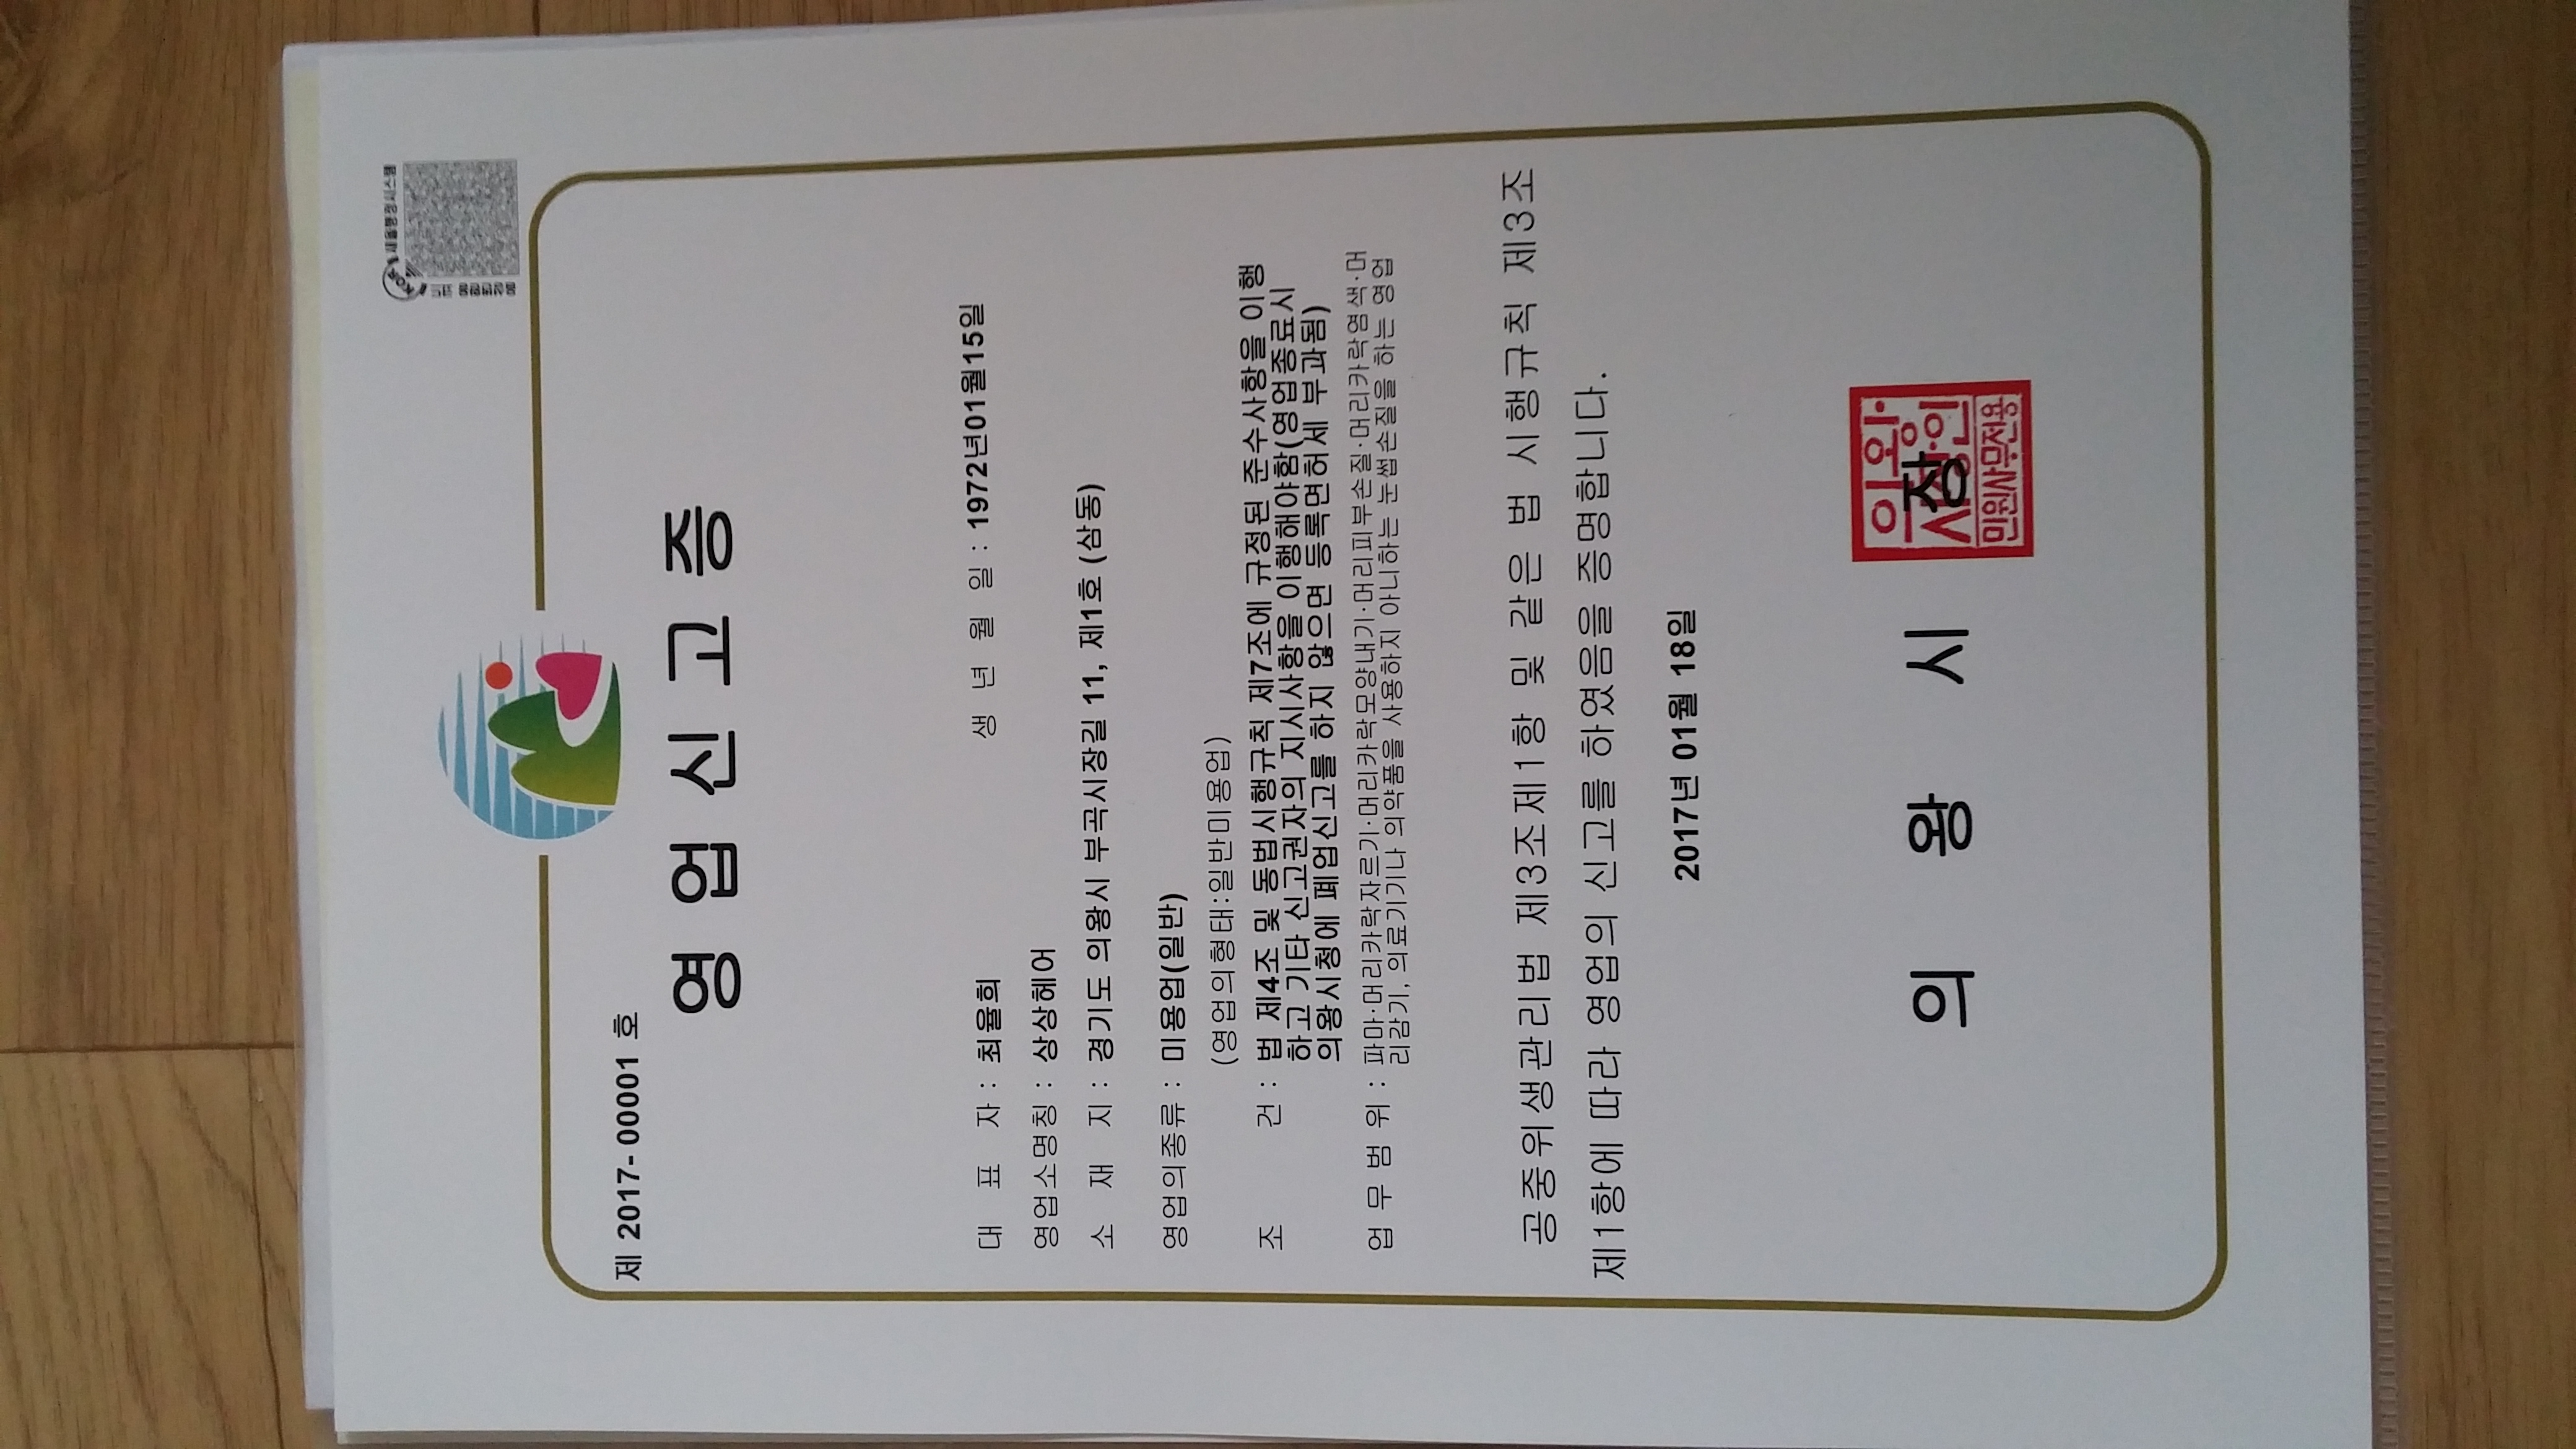 새올행정시스템
제 2017- 00001 호
영 업 신 고 증
대 표 자 : 최율희 생 년 월 일 : 1972년01월15일
영업소명칭 : 상상헤어
소 재 지 : 경기도 의왕시 부곡시장길 11, 제1호 (삼동)
영업의종류 : 미용업(일반)
(영업의형태:일반미용업)
조 건 : 법 제4조 및 동법시행규칙 제7조에 규정된 준수사항을 이행
하고 기타 신고권자의 지시사항을 이행해야함(영업종료시
의왕시청에 폐업신고를 하지 않으면 등록면허세 부과됨)
업 무 범 위 : 파마·머리카락자르기·머리카락모양내기·머리피부손질·머리카락염색·머
리감기, 의료기기나 의약품을 사용하지 아니하는 눈썹손질을 하는 영업
공중위생관리법 제3조제1항 및 같은 법 시행규칙 제3조
제1항에 따라 영업의 신고를 하였음을 증명합니다.
2017년 01월 18일
의 왕 시 장
의왕
시장인
민원사무전용